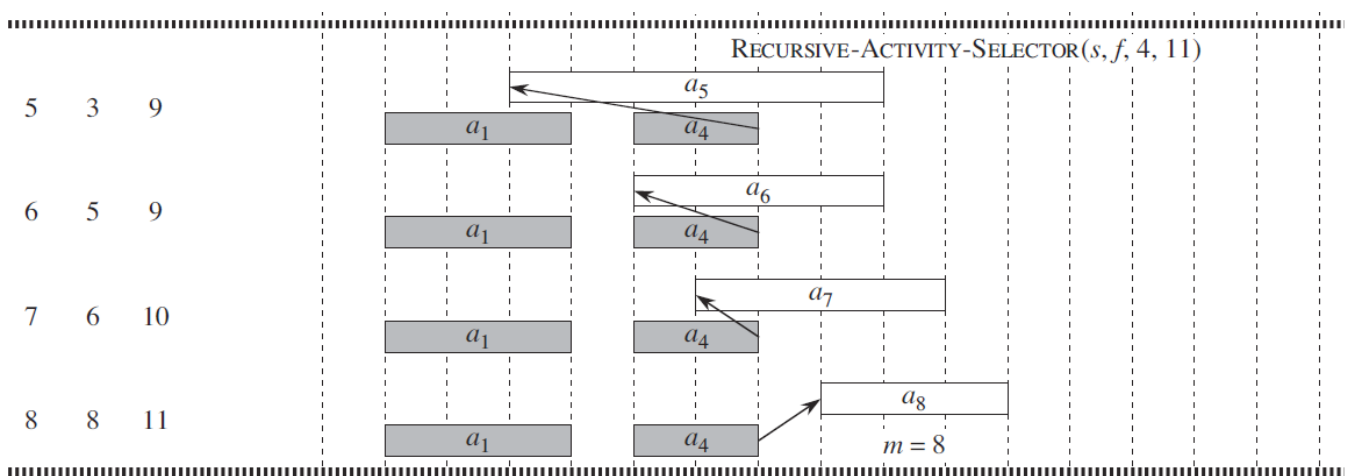 RECURSIVE-ACTIVITY-SELECTOR(s, f, 4, 11)
a5
5 3 9
a1 a4
a6
6 5 9
a1 a4
a7
7 6 10
a1 a4
a8
8 8 11
a1 a4 m = 8